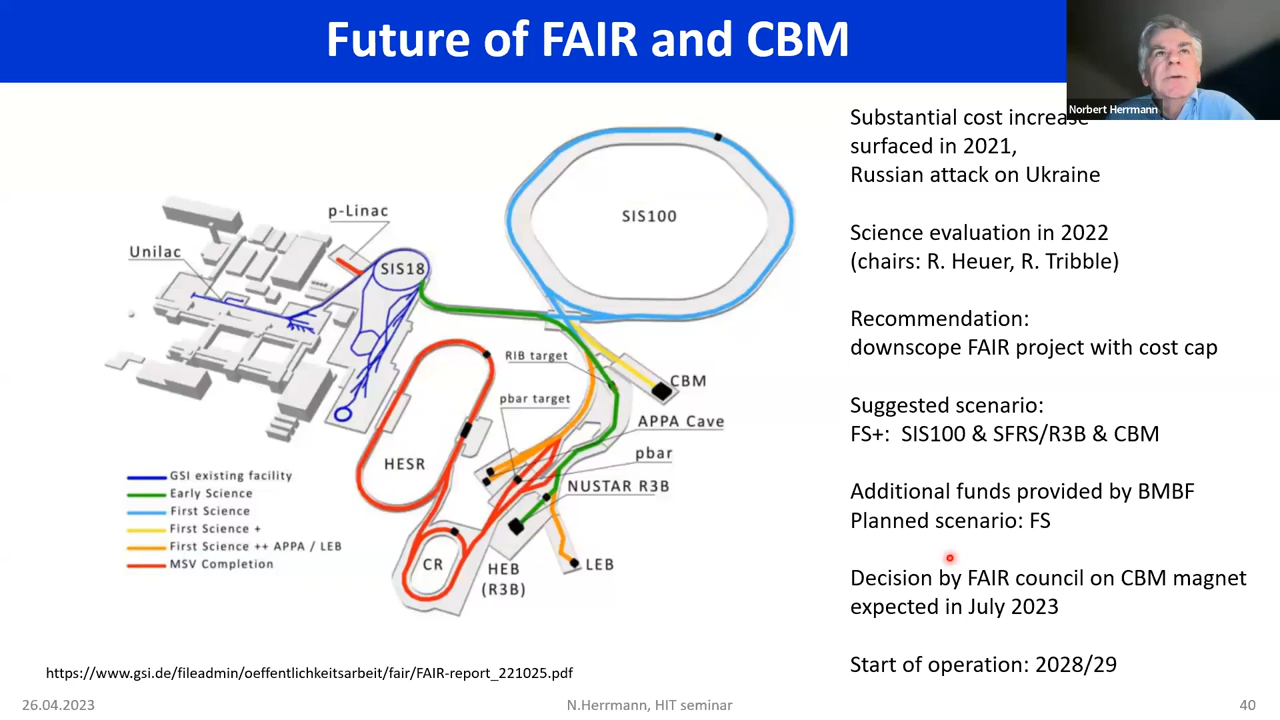 Future of FAIR and CBM
Norbert Herrmann
Substantial cost increase
surfaced in 2021,
Russian attack on Ukraine
Science evaluation in 2022
(chairs: R. Heuer, R. Tribble)
Recommendation:
downscope FAIR project with cost cap
Suggested scenario:
FS+: SIS100 & SFRS/R3B & CBM
Additional funds provided by BMBF
Planned scenario: FS
Decision by FAIR council on CBM magnet
expected in July 2023
Start of operation: 2028/29
p-Linac
Unilac
SIS18
SIS100
RIB target
CBM
pbar target
APPA Cave
pbar
HESR
NUSTAR R3B
CR
HEB
(R3B)
LEB
GSI existing facility
Early Science
First Science
First Science +
First Science ++ APPA / LEB
MSV Completion
https://www.gsi.de/fileadmin/oeffentlichkeitsarbeit/fair/FAIR-report_221025.pdf
26.04.2023
N.Herrmann, HIT seminar
40